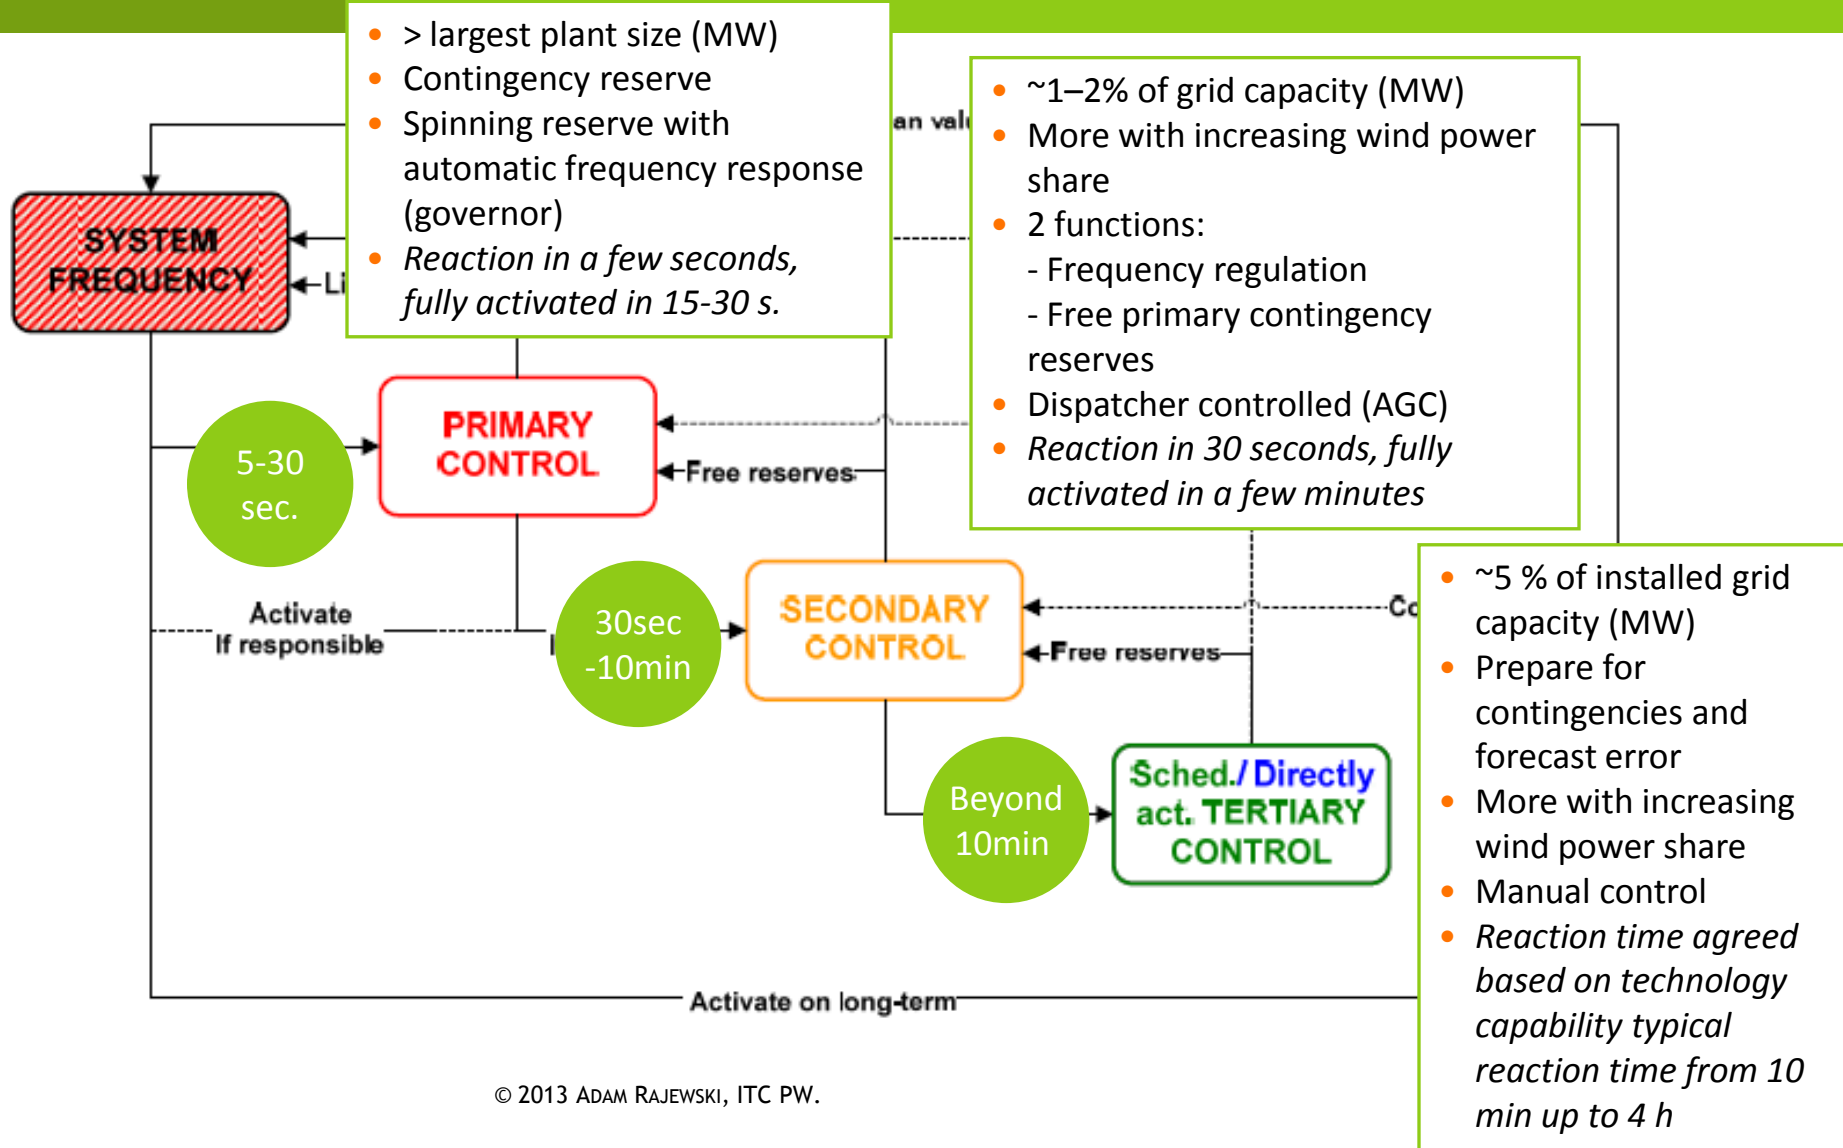 • > largest plant size (MW)
• Contingency reserve
• Spinning reserve with
automatic frequency response
(governor)
• Reaction in a few seconds,
fully activated in 15-30 s.
• ~1–2% of grid capacity (MW)
• More with increasing wind power
share
• 2 functions:
- Frequency regulation
- Free primary contingency
reserves
• Dispatcher controlled (AGC)
• Reaction in 30 seconds, fully
activated in a few minutes
SYSTEM
FREQUENCY
5-30
sec.
PRIMARY
CONTROL
Free reserves
Activate
If responsible
30sec
-10min
SECONDARY
CONTROL
Free reserves
Beyond
10min
Sched./ Directly
act. TERTIARY
CONTROL
• ~5 % of installed grid
capacity (MW)
• Prepare for
contingencies and
forecast error
• More with increasing
wind power share
• Manual control
• Reaction time agreed
based on technology
capability typical
reaction time from 10
min up to 4 h
Activate on long-term
© 2013 ADAM RAJEWSKI, ITC PW.